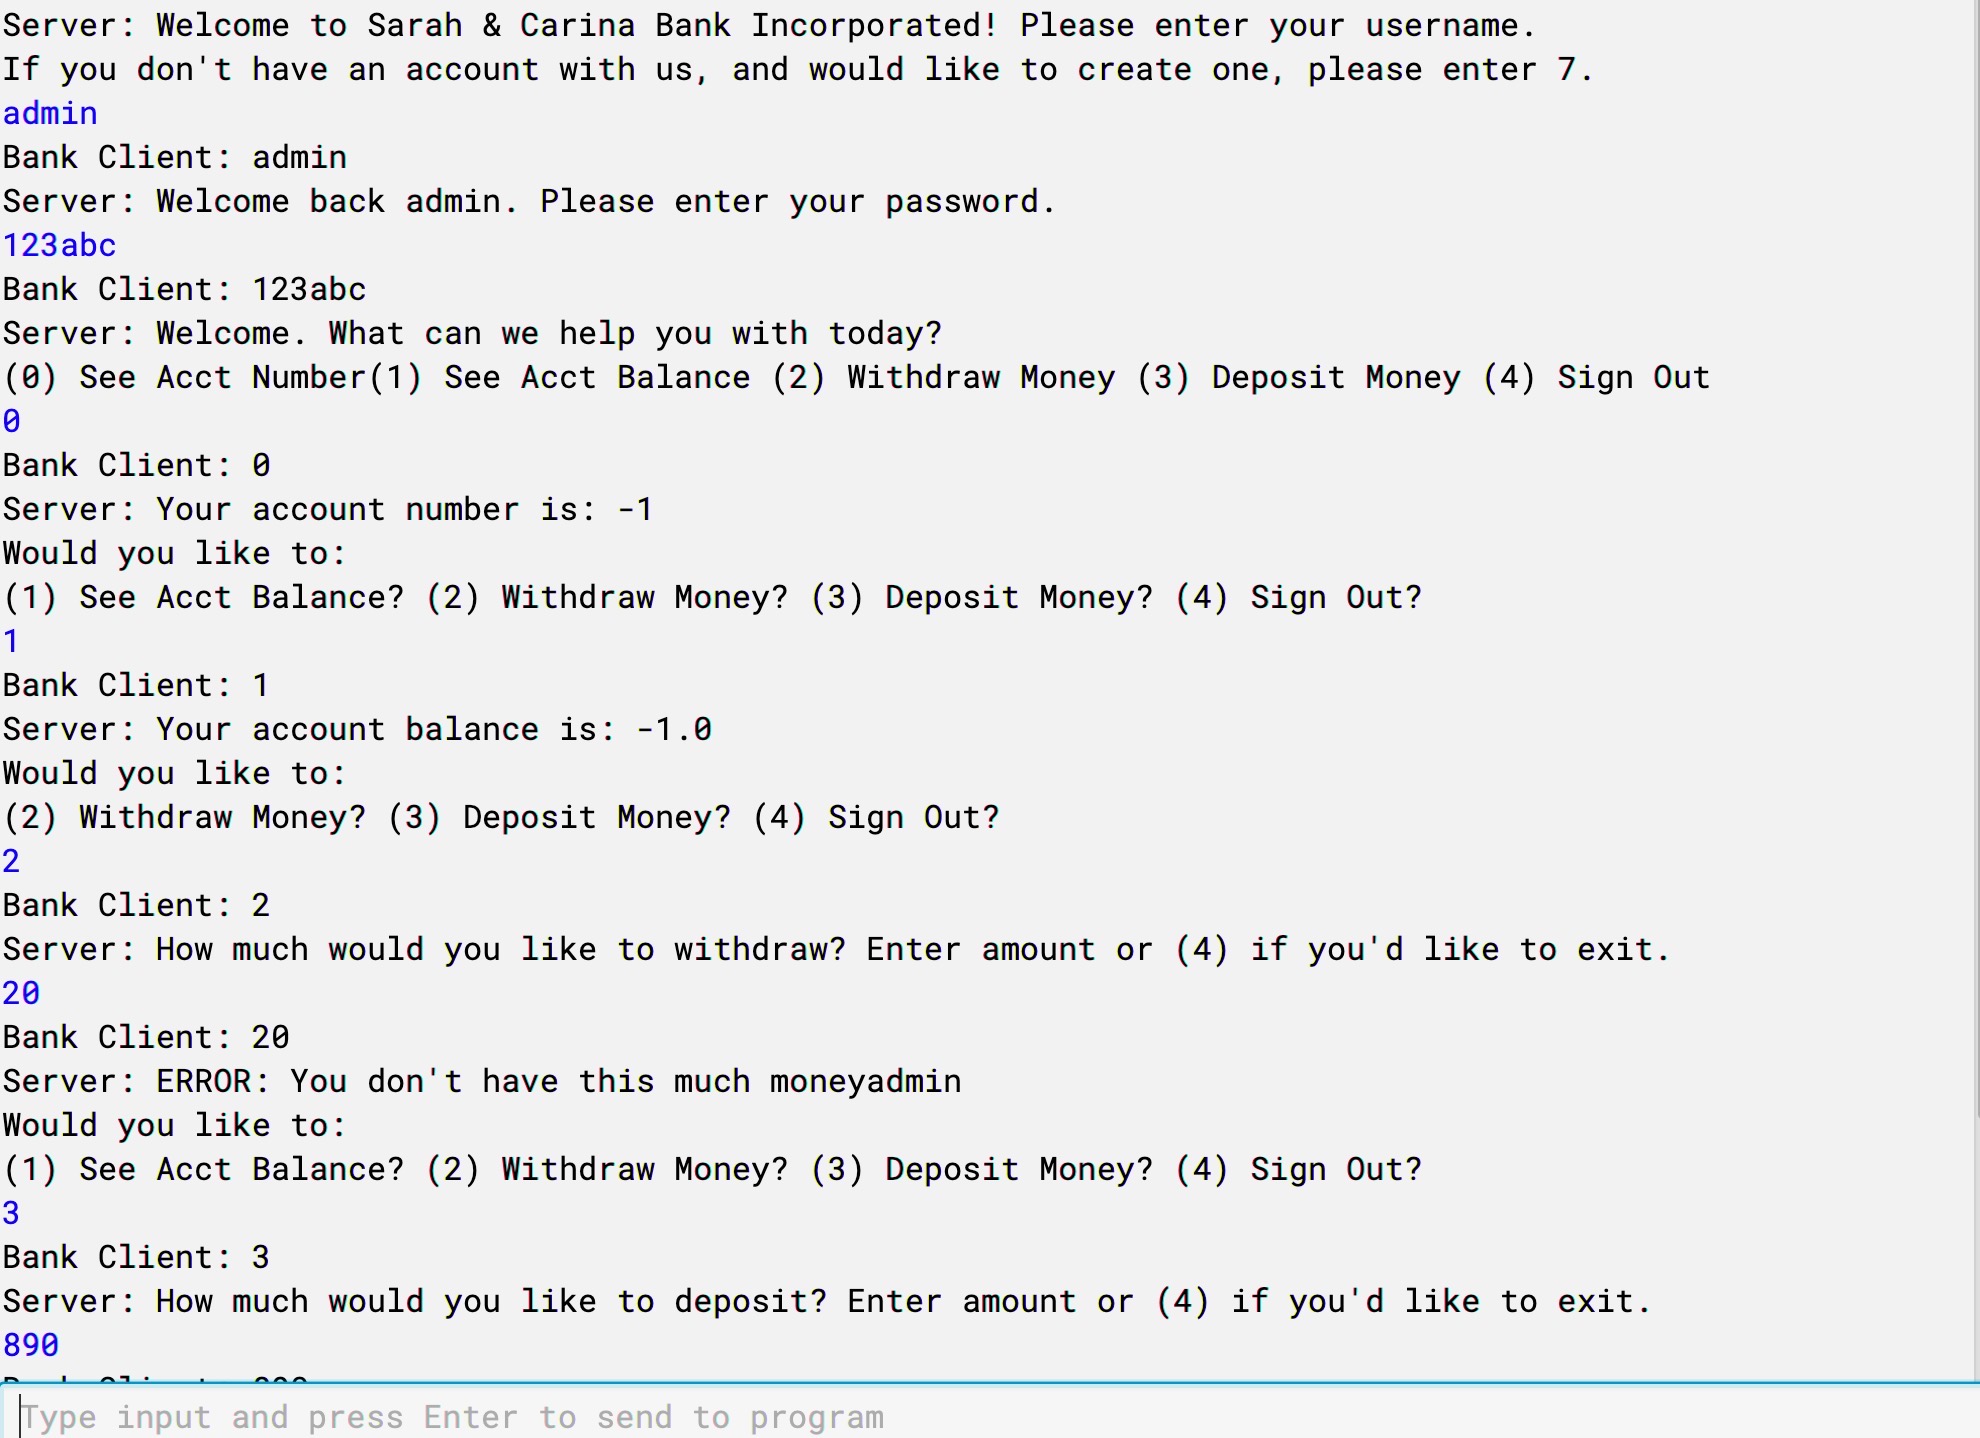 Server: Welcome to Sarah & Carina Bank Incorporated! Please enter your username.
If you don't have an account with us, and would like to create one, please enter 7.
admin
Bank Client: admin
Server: Welcome back admin. Please enter your password.
123abc
Bank Client: 123abc
Server: Welcome. What can we help you with today?
(0) See Acct Number(1) See Acct Balance (2) Withdraw Money (3) Deposit Money (4) Sign Out
0
Bank Client: 0
Server: Your account number is: -1
Would you like to:
(1) See Acct Balance? (2) Withdraw Money? (3) Deposit Money? (4) Sign Out?
1
Bank Client: 1
Server: Your account balance is: -1.0
Would you like to:
(2) Withdraw Money? (3) Deposit Money? (4) Sign Out?
2
Bank Client: 2
Server: How much would you like to withdraw? Enter amount or (4) if you'd like to exit.
20
Bank Client: 20
Server: ERROR: You don't have this much moneyadmin
Would you like to:
(1) See Acct Balance? (2) Withdraw Money? (3) Deposit Money? (4) Sign Out?
3
Bank Client: 3
Server: How much would you like to deposit? Enter amount or (4) if you'd like to exit.
890
Type input and press Enter to send to program